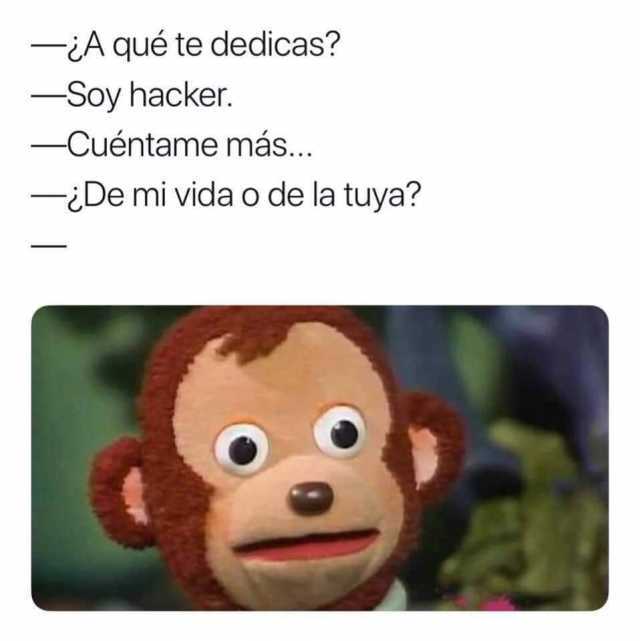 —¿A qué te dedicas?
—Soy hacker.
—Cuéntame más...
—¿De mi vida o de la tuya?
—